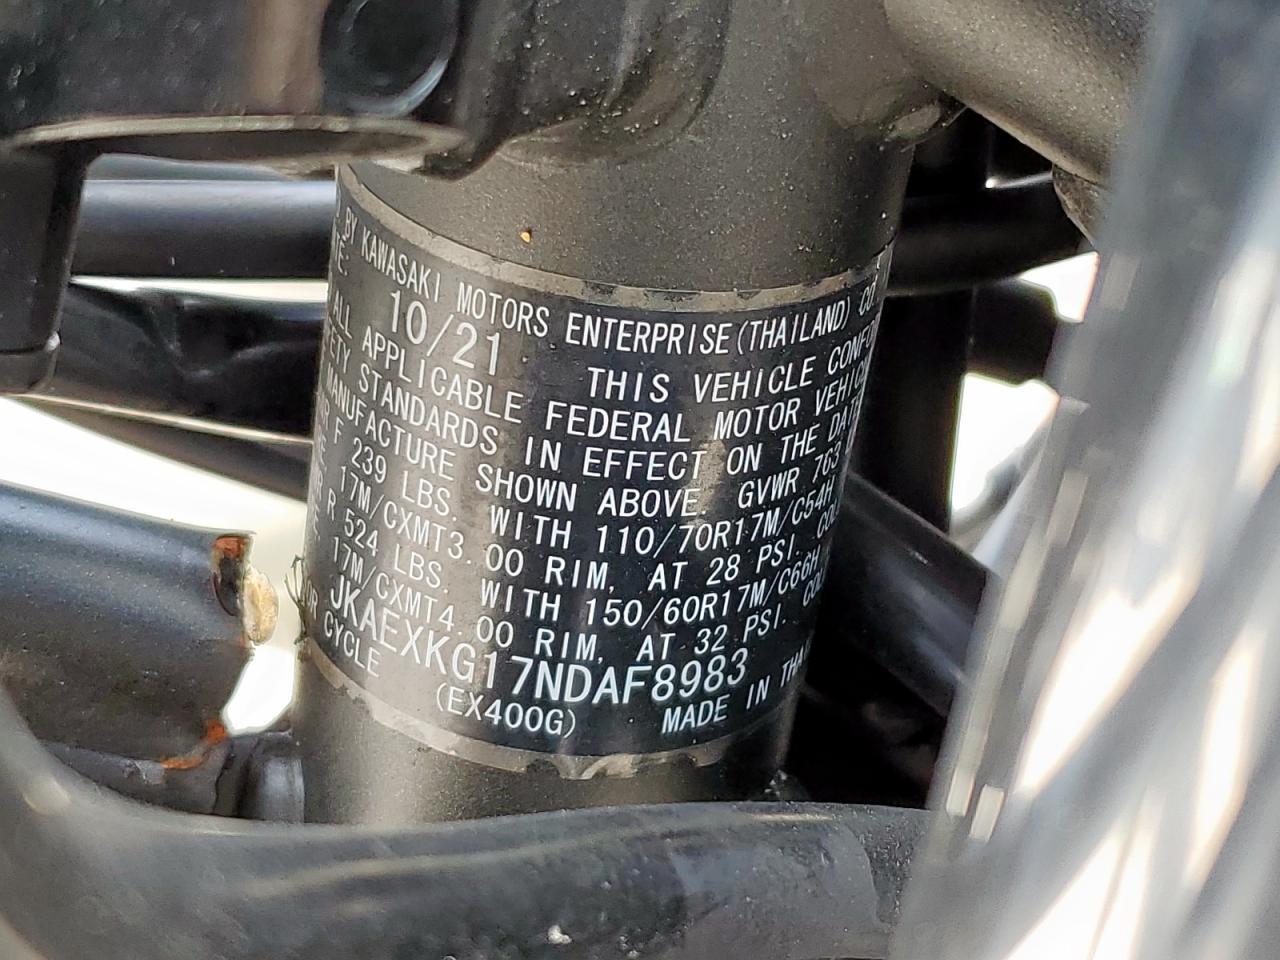 BY KAWASAKI MOTORS ENTERPRISE (THAILAND) CO.
10/21 THIS VEHICLE
ALL APPLICABLE FEDERAL MOTOR
STANDARDS IN EFFECT ON THE
MANUFACTURE SHOWN ABOVE. GVWR 763
F 239 LBS. WITH 110/70R17M/C54H
17M/CXMT3.00 RIM, AT 28 PSI.
R 524 LBS. WITH 150/60R17M/C66H
17M/CXMT4.00 RIM, AT 32 PSI.
JKAEXKG17NDAF8983
CYCLE (EX400G) MADE IN